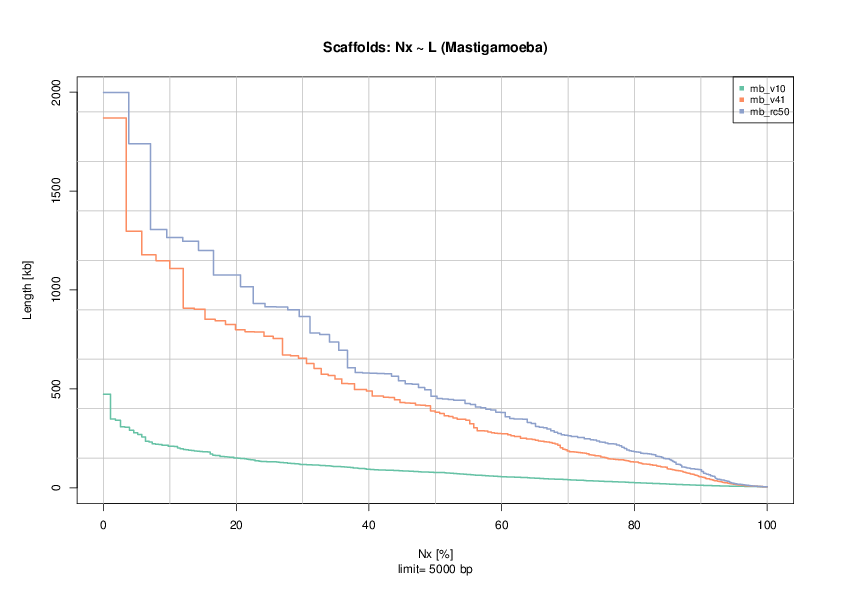 Scaffolds: Nx ~ L (Mastigamoeba)
mb_v10
mb_v41
mb_rc50
2000
1500
1000
500
0
Length [kb]
0 20 40 60 80 100
Nx [%]
limit= 5000 bp